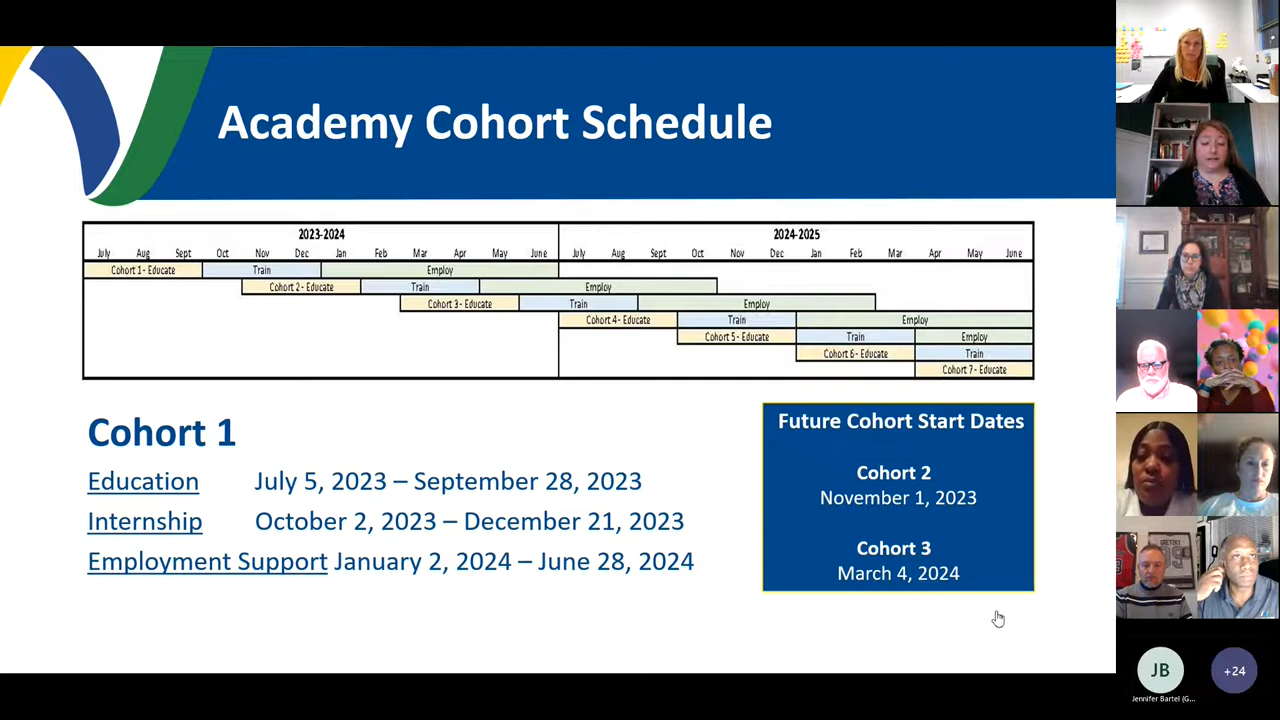 Academy Cohort Schedule
2023-2024 2024-2025
July Aug Sept Oct Nov Dec Jan Feb Mar Apr May June July Aug Sept Oct Nov Dec Jan Feb Mar Apr May June
Cohort 1 - Educate Train Employ
Cohort 2 - Educate Train Employ
Cohort 3 - Educate Train Employ
Cohort 4 - Educate Train Employ
Cohort 5 - Educate Train Employ
Cohort 6 - Educate Train
Cohort 7 - Educate
Cohort 1
Education July 5, 2023 – September 28, 2023
Internship October 2, 2023 – December 21, 2023
Employment Support January 2, 2024 – June 28, 2024
Future Cohort Start Dates
Cohort 2
November 1, 2023
Cohort 3
March 4, 2024
GRETZKY
99
JB
+24
Jennifer Bartel (G...